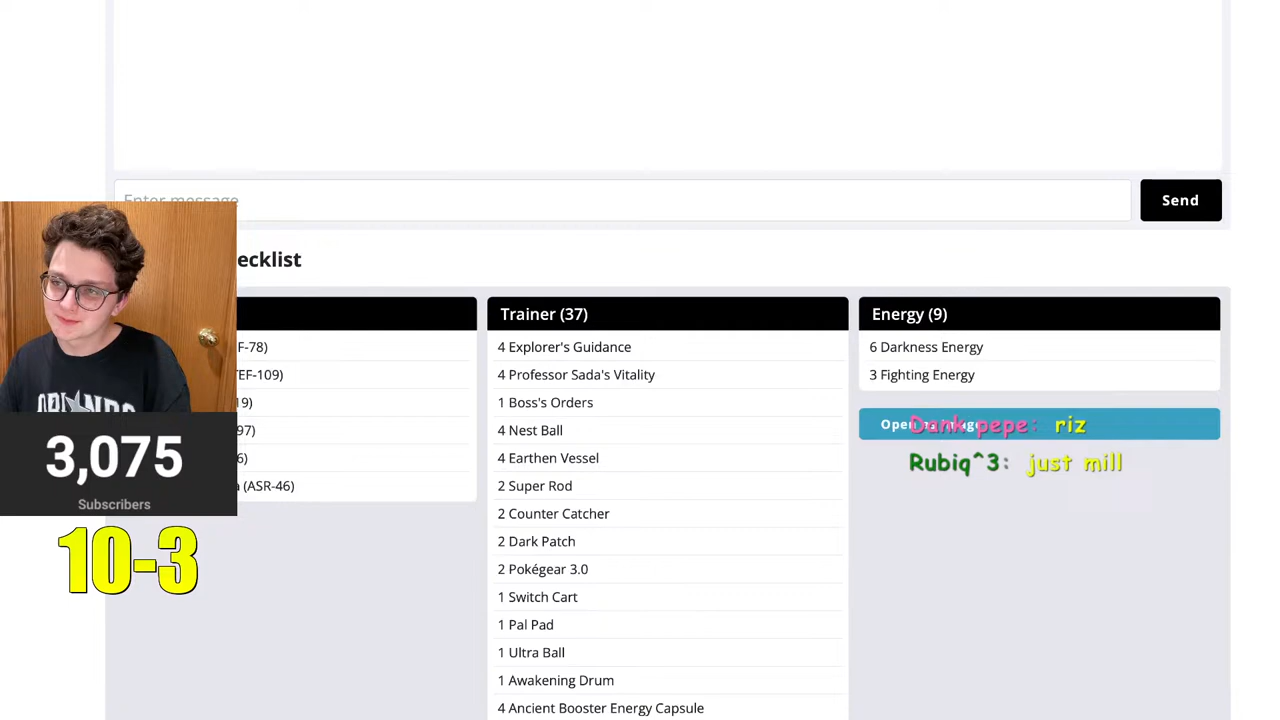 Enter message
Send
ecklist
Trainer (37)
Energy (9)
F-78)
4 Explorer's Guidance
6 Darkness Energy
TEF-109)
4 Professor Sada's Vitality
3 Fighting Energy
19)
1 Boss's Orders
97)
4 Nest Ball
6)
4 Earthen Vessel
(ASR-46)
2 Super Rod
2 Counter Catcher
2 Dark Patch
2 Pokégear 3.0
1 Switch Cart
1 Pal Pad
1 Ultra Ball
1 Awakening Drum
4 Ancient Booster Energy Capsule
Dank pepe: riz
Rubiq^3: just mill
3,075
Subscribers
10-3